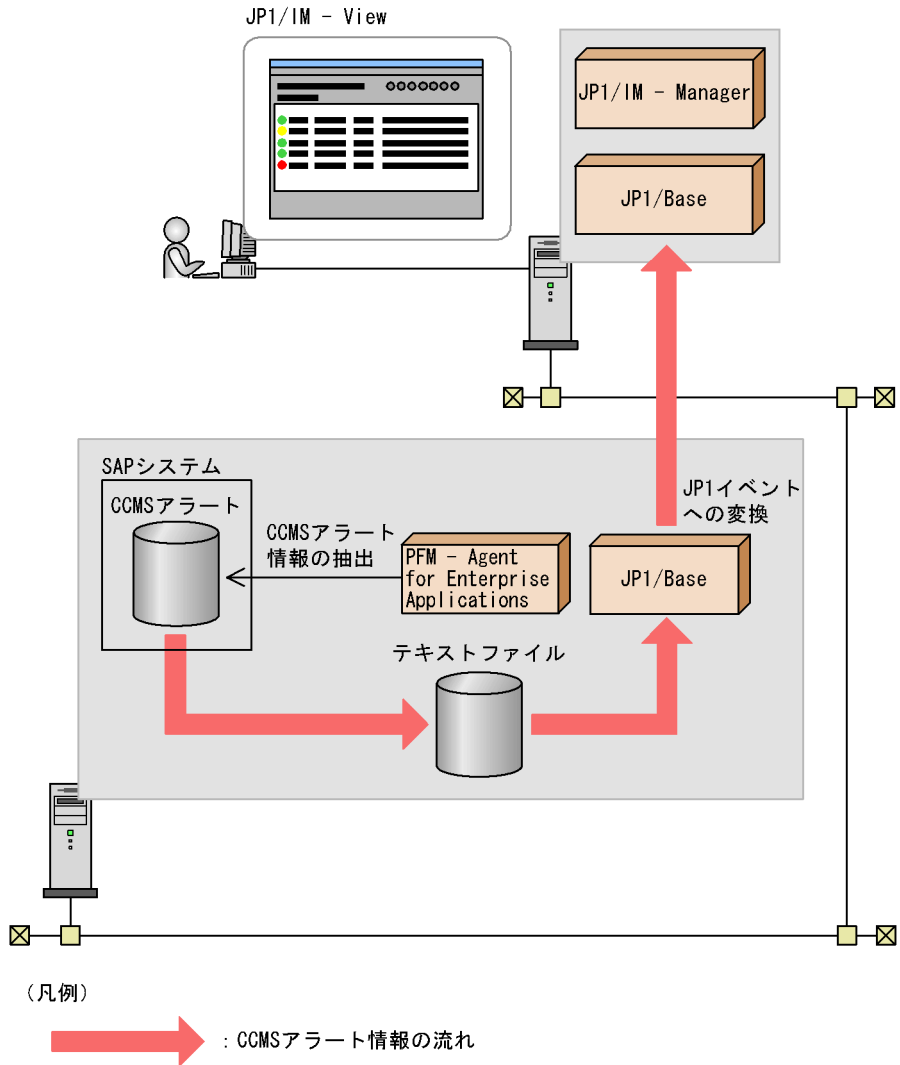 JP1/IM - View
JP1/IM - Manager
JP1/Base
SAPシステム
CCMSアラート
CCMSアラート
情報の抽出
PFM - Agent
for Enterprise
Applications
JP1イベント
への変換
JP1/Base
テキストファイル
(凡例)
:CCMSアラート情報の流れ